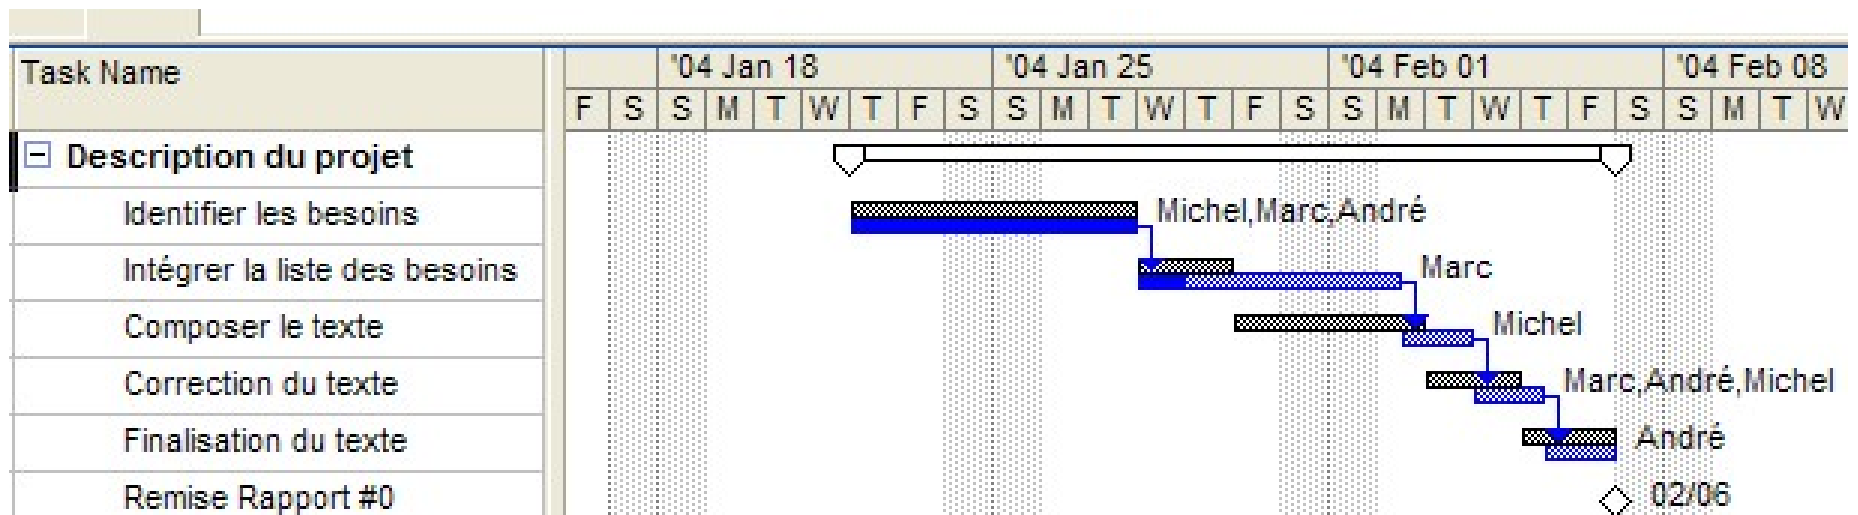 Task Name
'04 Jan 18 '04 Jan 25 '04 Feb 01 '04 Feb 08
F S S M T W T F S S M T W T F S S M T W T F S S M T W
Description du projet
Identifier les besoins Michel,Marc,André
Intégrer la liste des besoins Marc
Composer le texte Michel
Correction du texte Marc,André,Michel
Finalisation du texte André
Remise Rapport #0 02/06